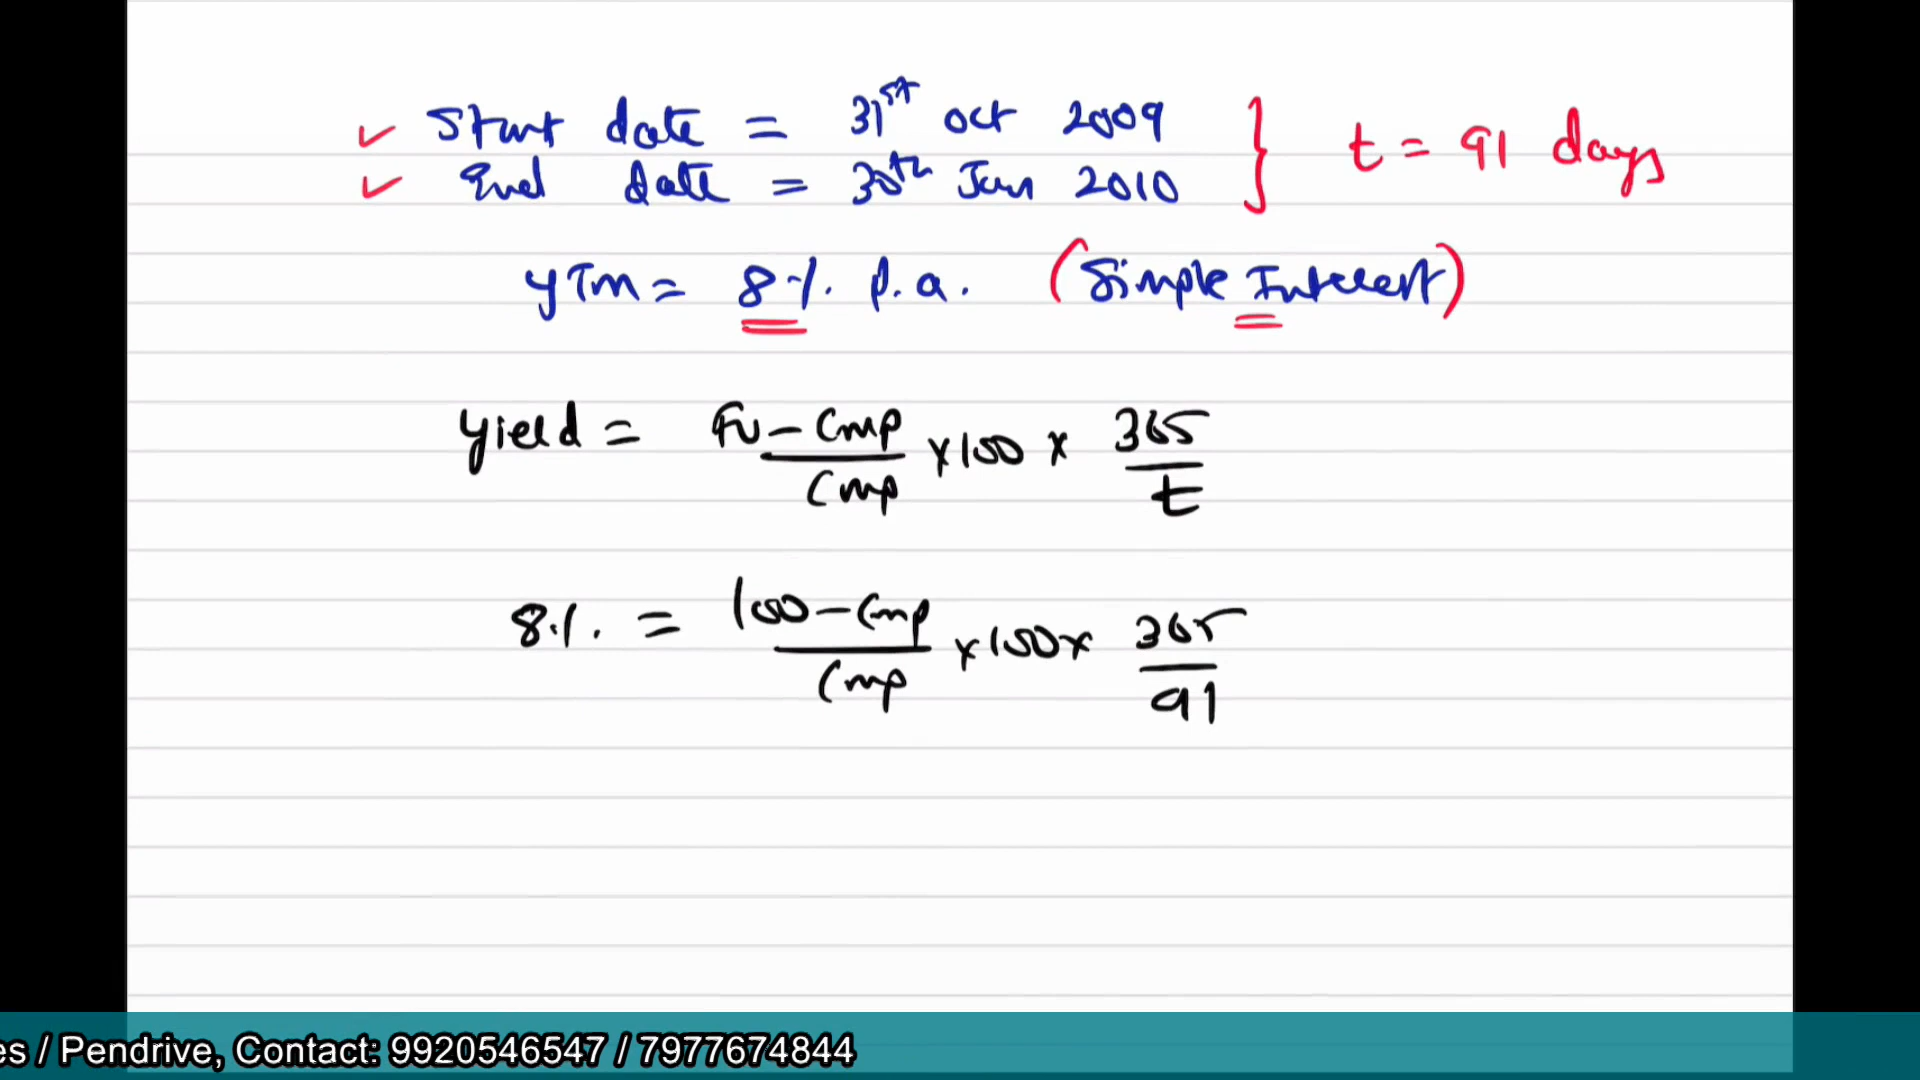 ✓ Start date = 31st oct 2009
✓ End date = 30th Jan 2010
} t = 91 days
YTM = 8% p.a. (Simple Interest)
Yield = FV - Cmp / Cmp × 100 × 365 / t
8% = 100 - Cmp / Cmp × 100 × 365 / 91
es / Pendrive, Contact: 9920546547 / 7977674844